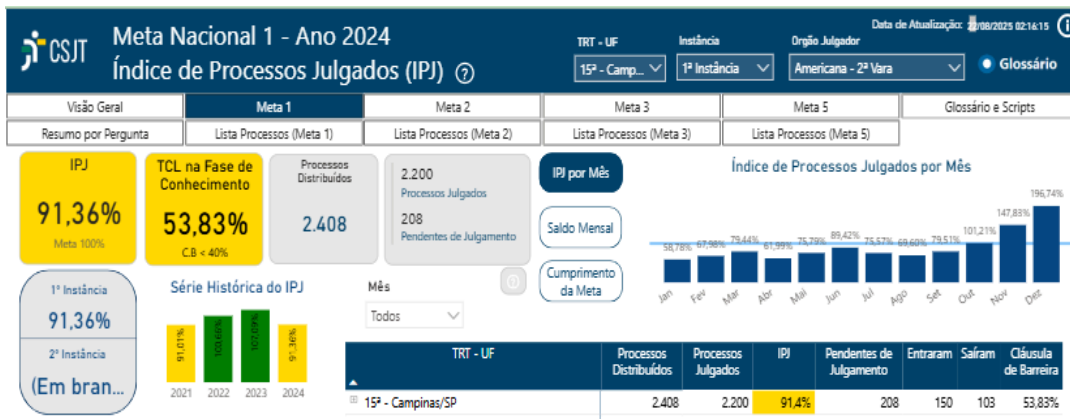 Data de Atualização: 22/08/2025 02:16:15
CSJT
Meta Nacional 1 - Ano 2024
Índice de Processos Julgados (IPJ)
TRT - UF
Instância
Orgão Julgador
15ª - Camp...
1ª Instância
Americana - 2ª Vara
Glossário
Visão Geral
Meta 1
Meta 2
Meta 3
Meta 5
Glossário e Scripts
Resumo por Pergunta
Lista Processos (Meta 1)
Lista Processos (Meta 2)
Lista Processos (Meta 3)
Lista Processos (Meta 5)
IPJ
91,36%
Meta 100%
TCL na Fase de
Conhecimento
53,83%
C.B < 40%
Processos
Distribuídos
2.408
2.200
Processos Julgados
208
Pendentes de Julgamento
IPJ por Mês
Saldo Mensal
Cumprimento
da Meta
Índice de Processos Julgados por Mês
58,78% 67,98% 79,44% 61,99% 75,79% 89,42% 75,57% 69,60% 79,51% 101,21% 147,83% 196,74%
Jan Fev Mar Abr Mai Jun Jul Ago Set Out Nov Dez
1ª Instância
91,36%
2ª Instância
(Em bran...
Série Histórica do IPJ
91,01% 100,66% 107,09% 91,36%
2021 2022 2023 2024
Mês
Todos
TRT - UF Processos Distribuídos Processos Julgados IPJ Pendentes de Julgamento Entraram Saíram Cláusula de Barreira
15ª - Campinas/SP 2.408 2.200 91,4% 208 150 103 53,83%